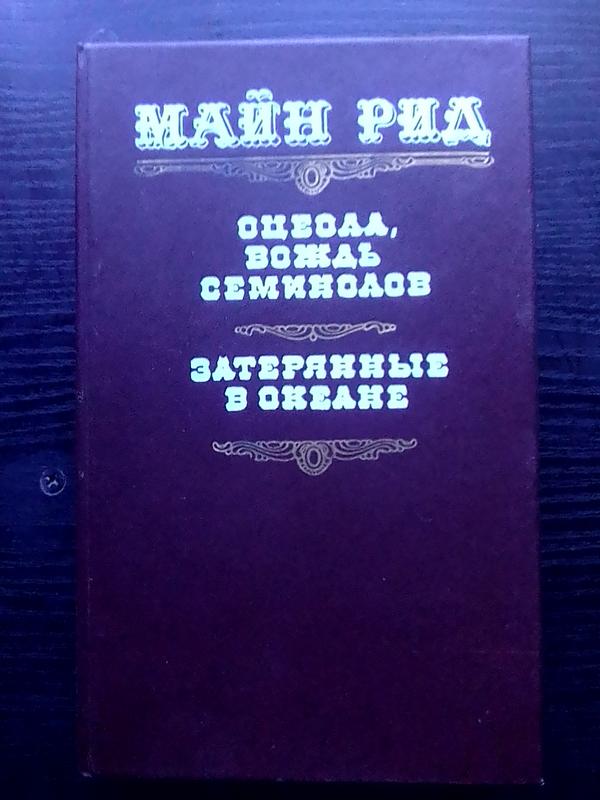 МАЙН РИД
ОЦЕОЛА,
ВОЖДЬ
СЕМИНОЛОВ
ЗАТЕРЯННЫЕ
В ОКЕАНЕ